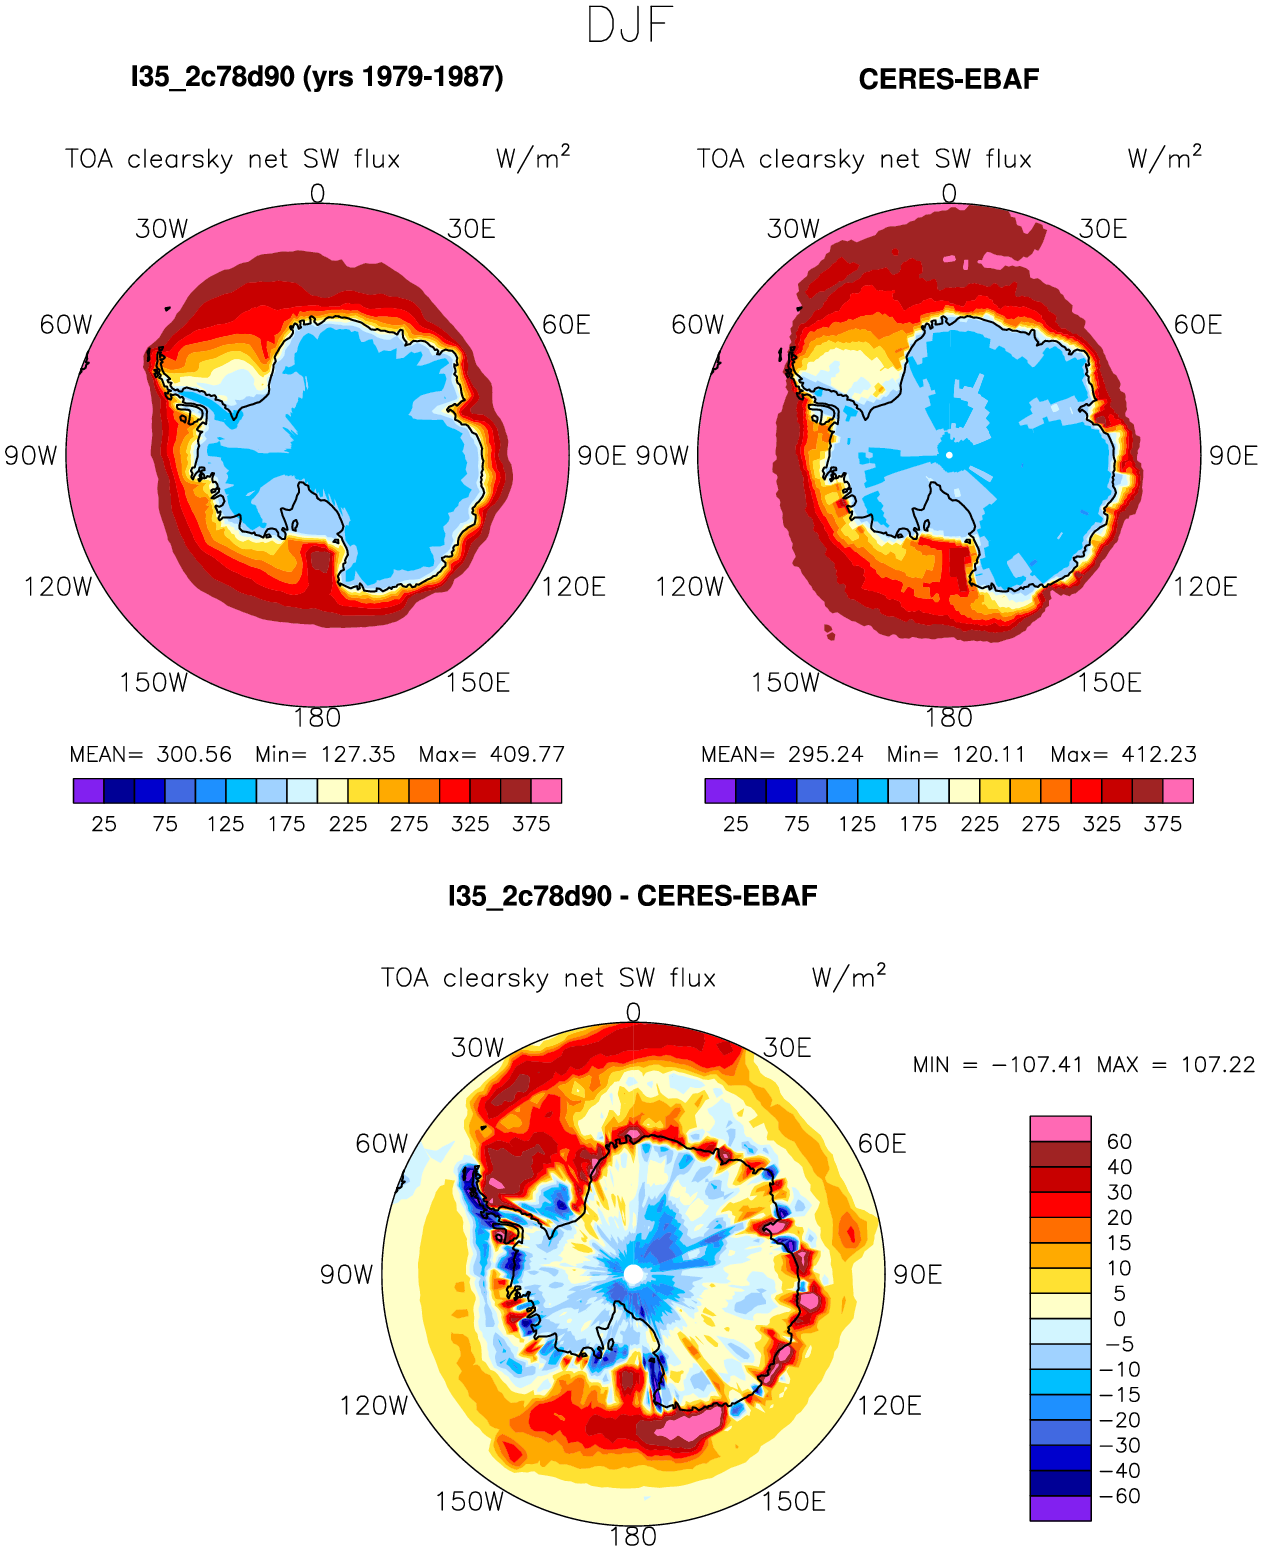 DJF
I35_2c78d90 (yrs 1979-1987)
CERES-EBAF
TOA clearsky net SW flux W/m²
TOA clearsky net SW flux W/m²
0
30W 30E
60W 60E
90W 90E
120W 120E
150W 150E
180
0
30W 30E
60W 60E
90W 90E
120W 120E
150W 150E
180
MEAN= 300.56 Min= 127.35 Max= 409.77
25 75 125 175 225 275 325 375
MEAN= 295.24 Min= 120.11 Max= 412.23
25 75 125 175 225 275 325 375
I35_2c78d90 - CERES-EBAF
TOA clearsky net SW flux W/m²
0
30W 30E
60W 60E
90W 90E
120W 120E
150W 150E
180
MIN = −107.41 MAX = 107.22
60
40
30
20
15
10
5
0
−5
−10
−15
−20
−30
−40
−60